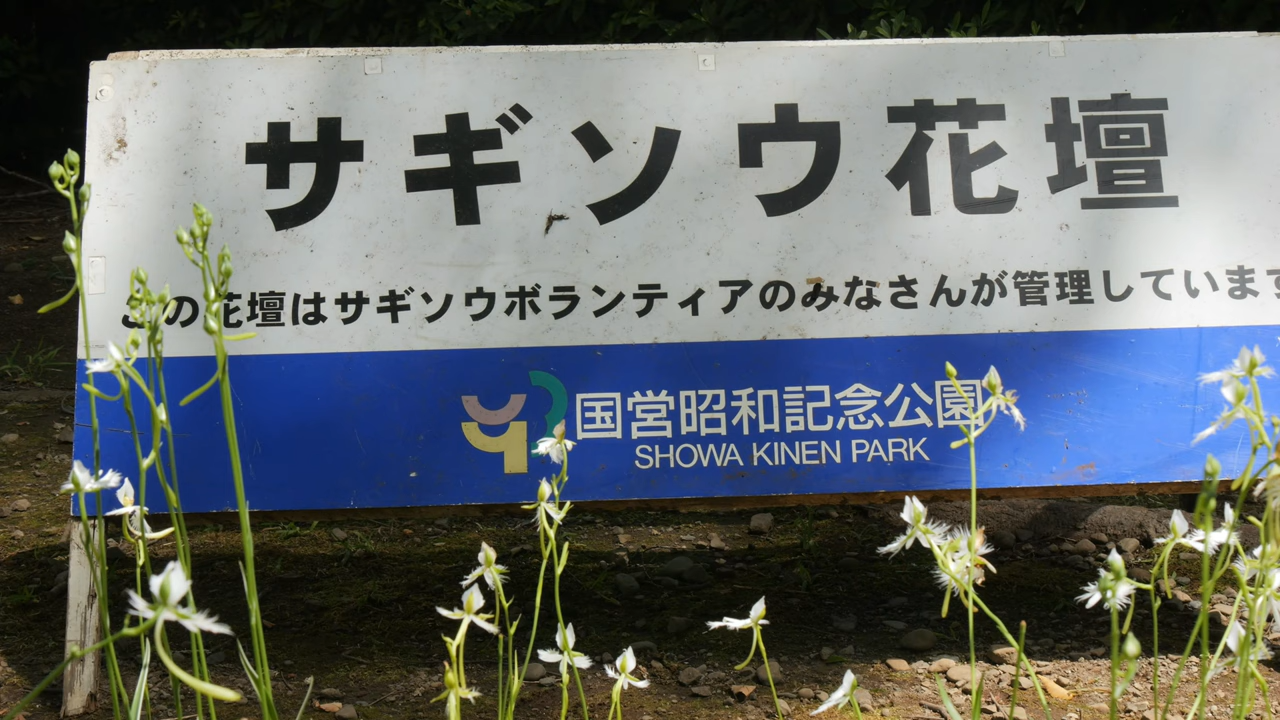 サギソウ花壇
この花壇はサギソウボランティアのみなさんが管理しています
国営昭和記念公園
SHOWA KINEN PARK